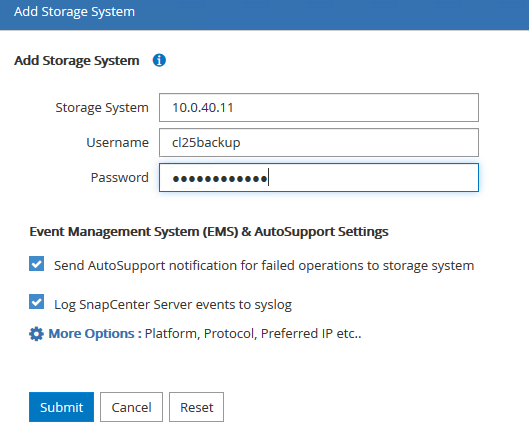 Add Storage System
Add Storage System
Storage System 10.0.40.11
Username cl25backup
Password ●●●●●●●●●●●●
Event Management System (EMS) & AutoSupport Settings
Send AutoSupport notification for failed operations to storage system
Log SnapCenter Server events to syslog
More Options : Platform, Protocol, Preferred IP etc..
Submit Cancel Reset